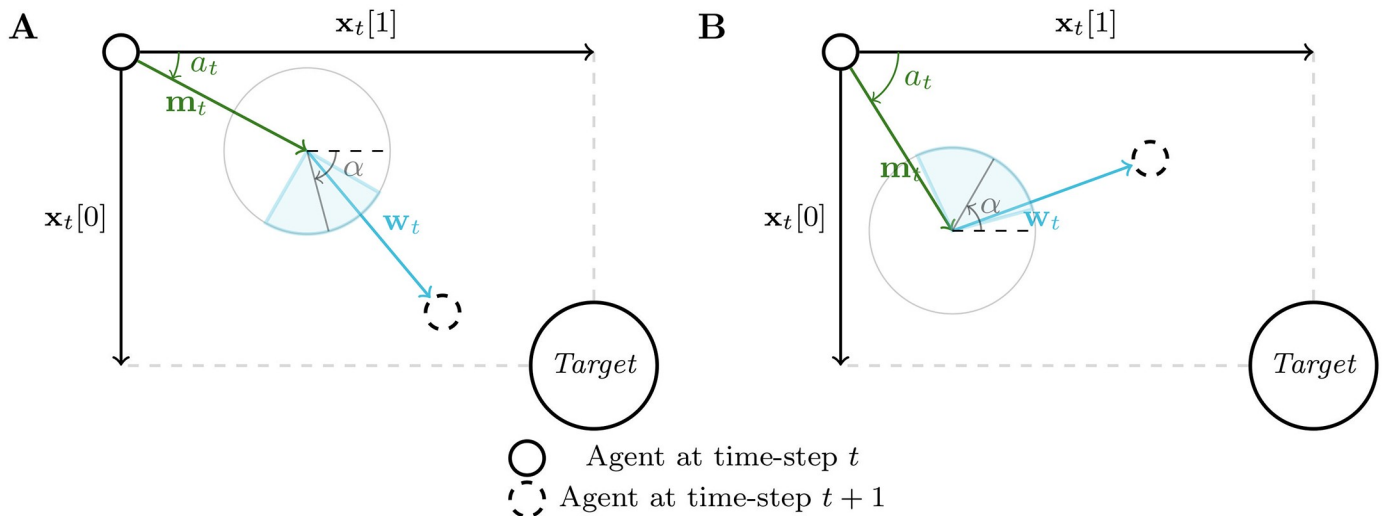 A
x_t[1]
a_t
m_t
α
x_t[0]
w_t
Target
B
x_t[1]
a_t
m_t
α
x_t[0]
w_t
Target
Agent at time-step t
Agent at time-step t + 1